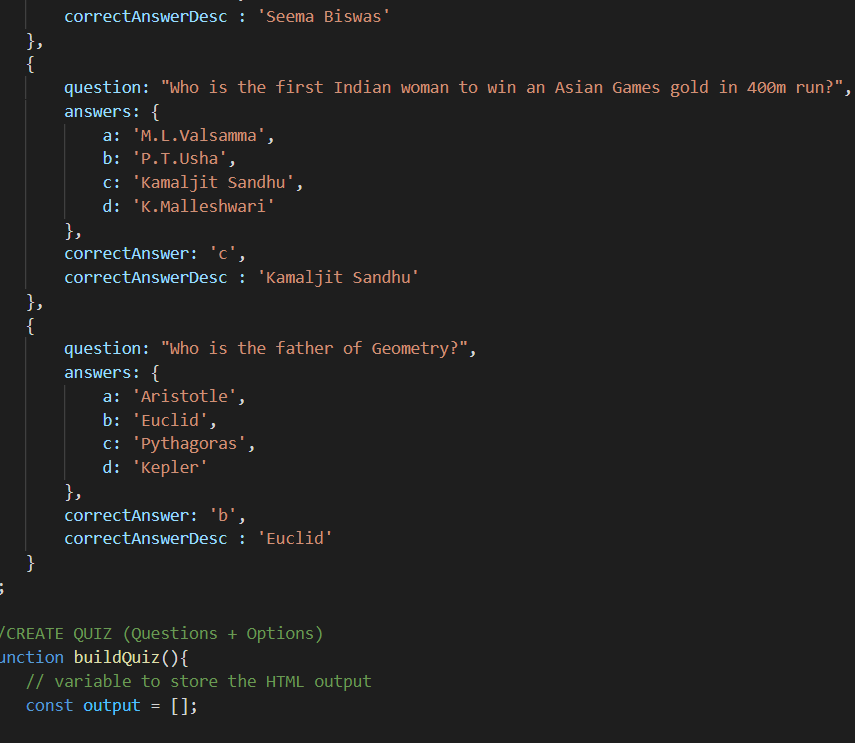 correctAnswerDesc : 'Seema Biswas'
},
{
question: "Who is the first Indian woman to win an Asian Games gold in 400m run?",
answers: {
a: 'M.L.Valsamma',
b: 'P.T.Usha',
c: 'Kamaljit Sandhu',
d: 'K.Malleshwari'
},
correctAnswer: 'c',
correctAnswerDesc : 'Kamaljit Sandhu'
},
{
question: "Who is the father of Geometry?",
answers: {
a: 'Aristotle',
b: 'Euclid',
c: 'Pythagoras',
d: 'Kepler'
},
correctAnswer: 'b',
correctAnswerDesc : 'Euclid'
}
;
/CREATE QUIZ (Questions + Options)
unction buildQuiz(){
// variable to store the HTML output
const output = [];